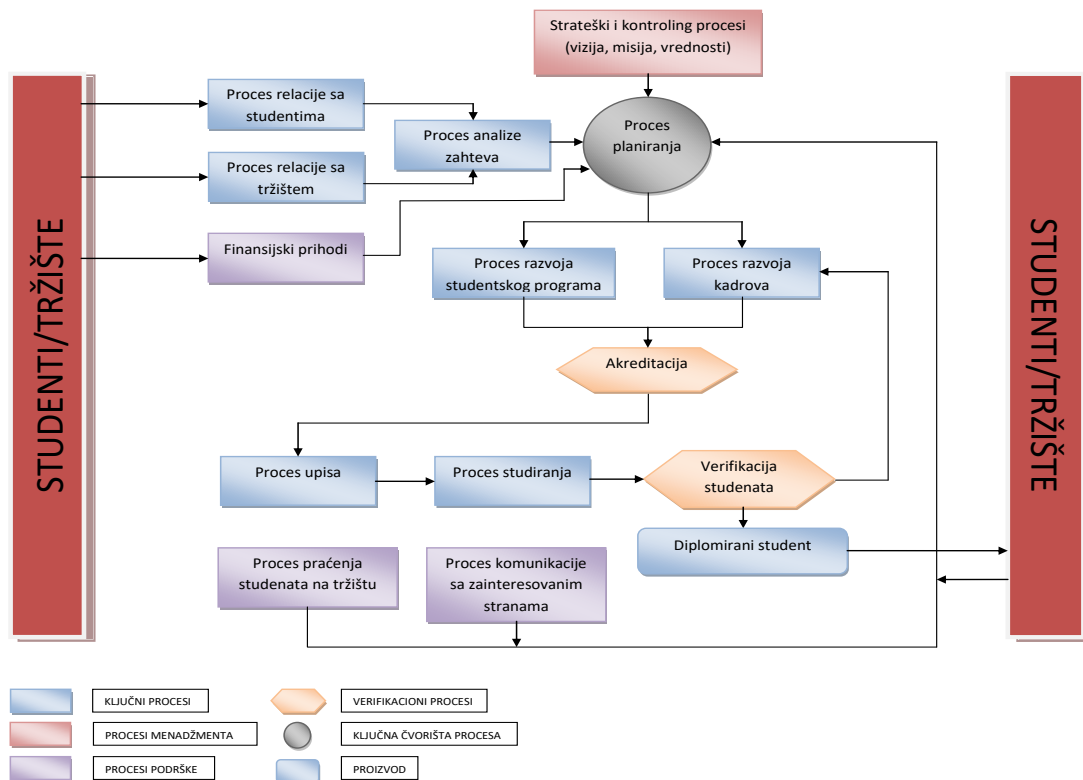 Strateški i kontroling procesi
(vizija, misija, vrednosti)
STUDENTI/TRŽIŠTE
Proces relacije sa
studentima
Proces analize
zahteva
Proces
planiranja
Proces relacije sa
tržištem
Finansijski prihodi
Proces razvoja
studentskog programa
Proces razvoja
kadrova
STUDENTI/TRŽIŠTE
Akreditacija
Proces upisa
Proces studiranja
Verifikacija
studenata
Diplomirani student
Proces praćenja
studenata na tržištu
Proces komunikacije
sa zainteresovanim
stranama
KLJUČNI PROCESI
VERIFIKACIONI PROCESI
PROCESI MENADŽMENTA
KLJUČNA ČVORIŠTA PROCESA
PROCESI PODRŠKE
PROIZVOD